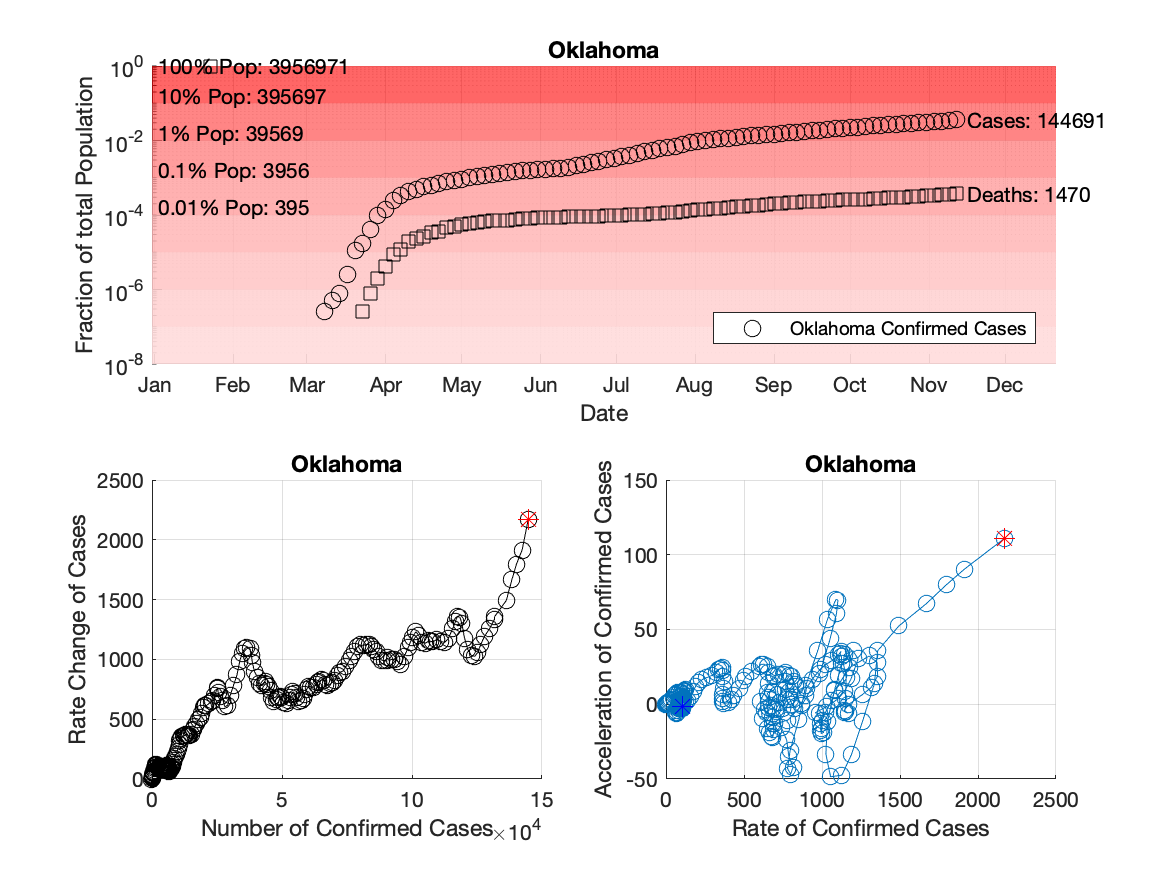 Oklahoma
10^0
10^-2
10^-4
10^-6
10^-8
Fraction of total Population
100% Pop: 3956971
10% Pop: 395697
1% Pop: 39569
0.1% Pop: 3956
0.01% Pop: 395
Cases: 144691
Deaths: 1470
Oklahoma Confirmed Cases
Jan Feb Mar Apr May Jun Jul Aug Sep Oct Nov Dec
Date
Oklahoma
2500
2000
1500
1000
500
0
Rate Change of Cases
0 5 10 15
Number of Confirmed Cases ×10^4
Oklahoma
150
100
50
0
-50
Acceleration of Confirmed Cases
0 500 1000 1500 2000 2500
Rate of Confirmed Cases